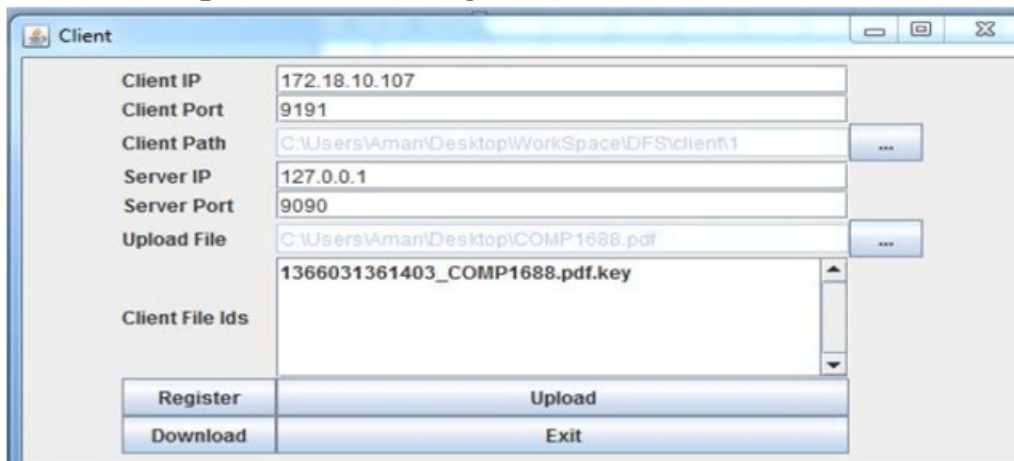 Client
Client IP 172.18.10.107
Client Port 9191
Client Path C:\Users\Aman\Desktop\WorkSpace\DFS\client\1 ...
Server IP 127.0.0.1
Server Port 9090
Upload File C:\Users\Aman\Desktop\COMP1688.pdf ...
1366031361403_COMP1688.pdf.key
Client File Ids
Register Upload
Download Exit